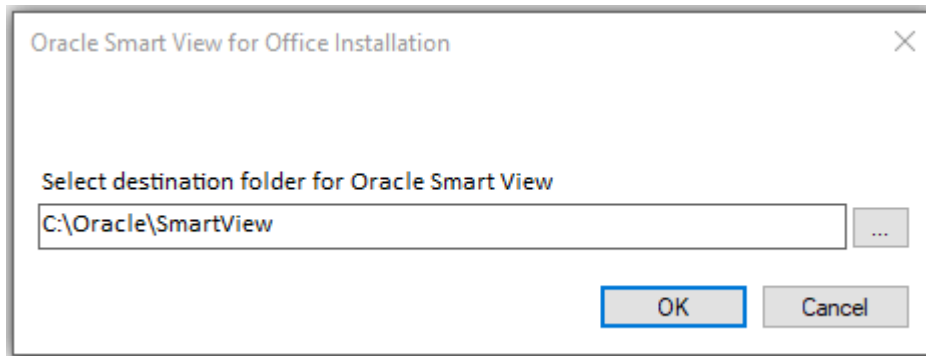 Oracle Smart View for Office Installation
Select destination folder for Oracle Smart View
C:\Oracle\SmartView
...
OK Cancel